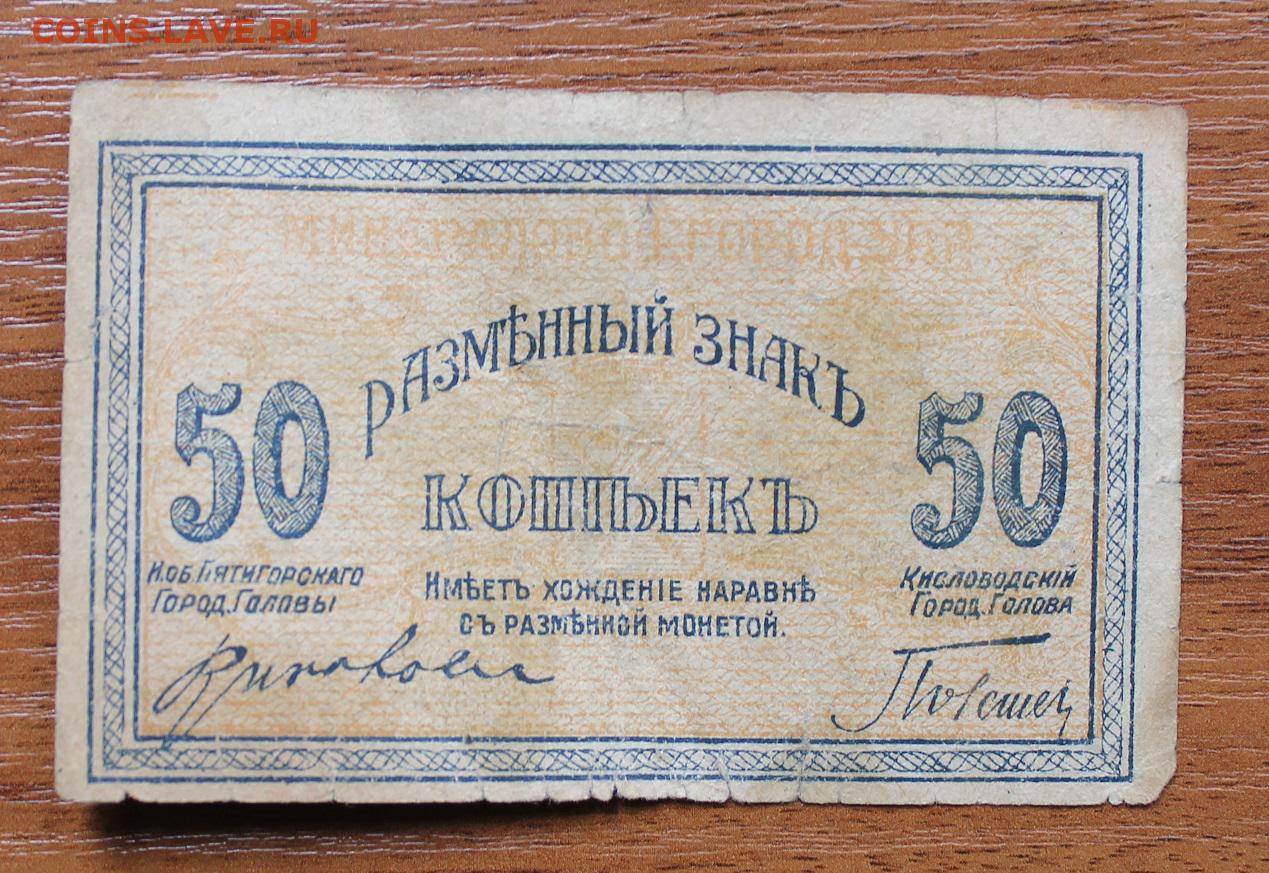 COINS.LAVE.RU
РАЗМѢННЫЙ ЗНАКЪ
50 50
КОПѢЕКЪ
И.ОБ. ПЯТИГОРСКАГО
ГОРОД. ГОЛОВЫ
ИМѢЕТЪ ХОЖДЕНІЕ НАРАВНѢ
СЪ РАЗМѢННОЙ МОНЕТОЙ.
КИСЛОВОДСКІЙ
ГОРОД. ГОЛОВА